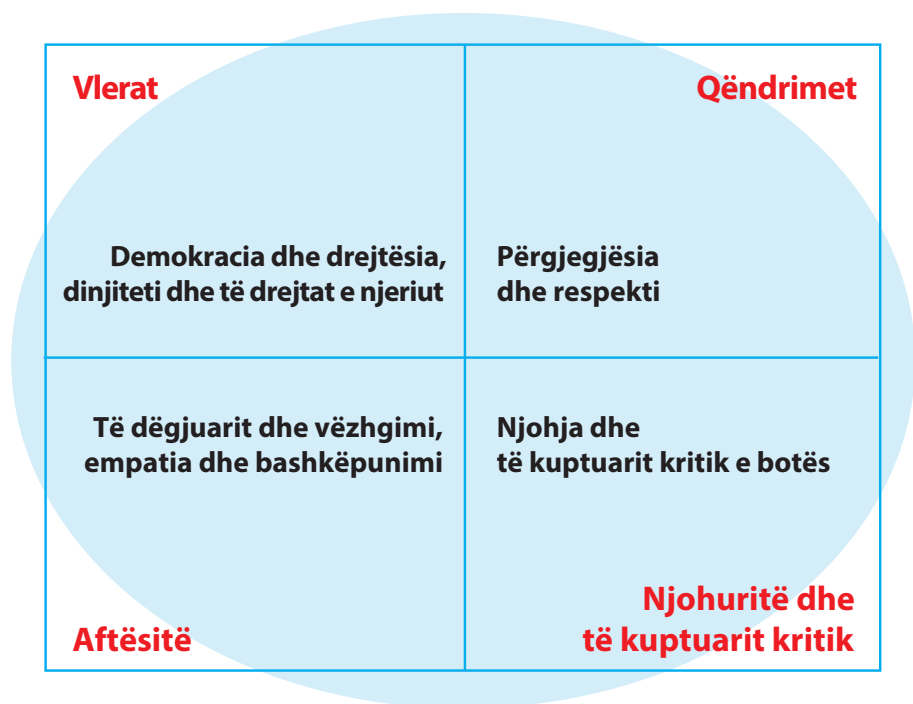 Vlerat
Qëndrimet
Demokracia dhe drejtësia,
dinjiteti dhe të drejtat e njeriut
Përgjegjësia
dhe respekti
Të dëgjuarit dhe vëzhgimi,
empatia dhe bashkëpunimi
Njohja dhe
të kuptuarit kritik e botës
Aftësitë
Njohuritë dhe
të kuptuarit kritik